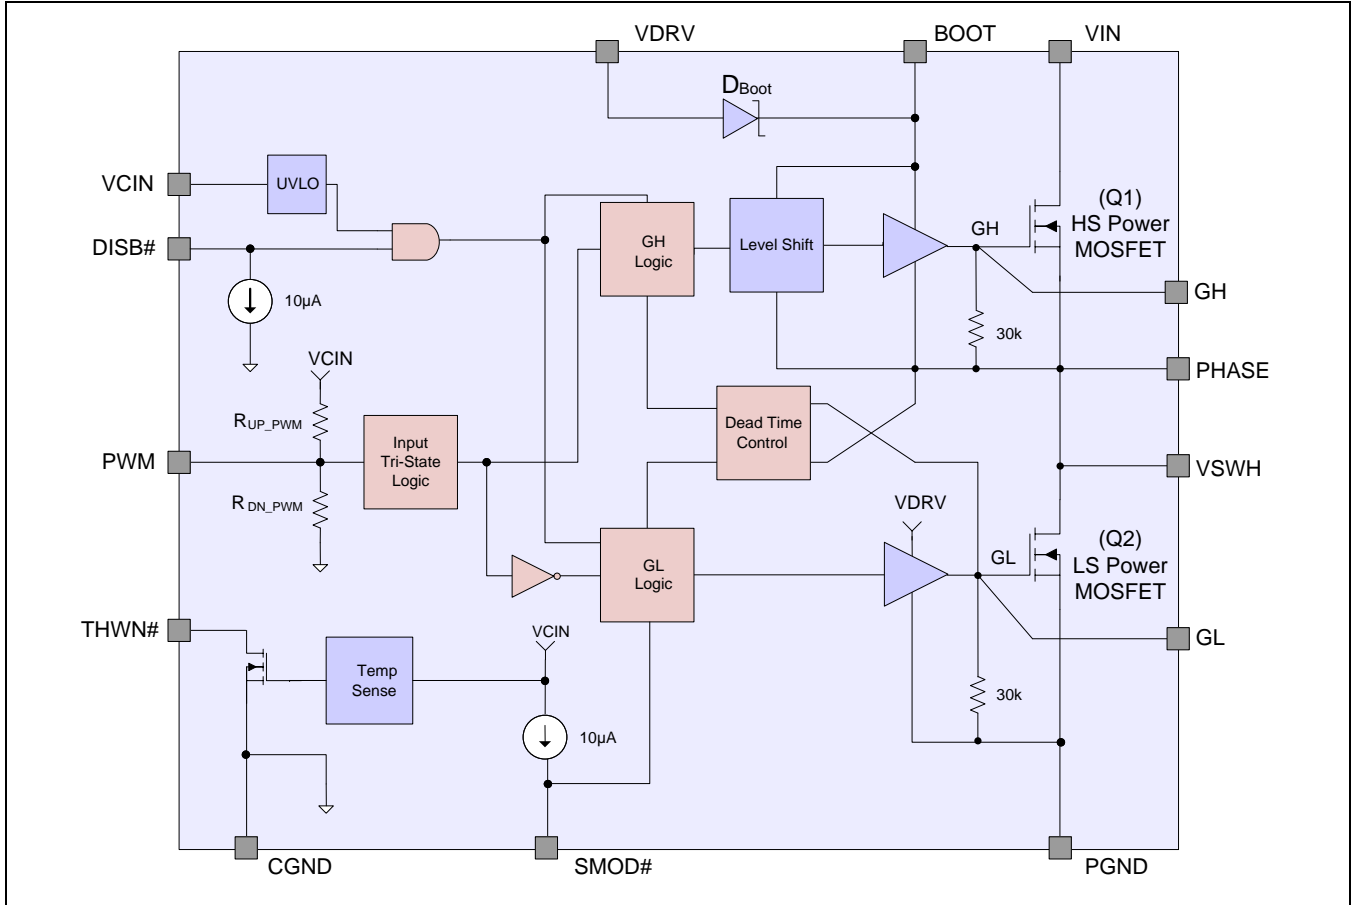 VDRV
BOOT
VIN
DBoot
VCIN
UVLO
(Q1)
HS Power
MOSFET
DISB#
GH
Logic
Level Shift
GH
10µA
GH
30k
VCIN
PHASE
RUP_PWM
Dead Time
Control
Input
Tri-State
Logic
PWM
VSWH
RDN_PWM
VDRV
(Q2)
LS Power
MOSFET
GL
Logic
GL
THWN#
VCIN
GL
Temp
Sense
30k
10µA
CGND
SMOD#
PGND